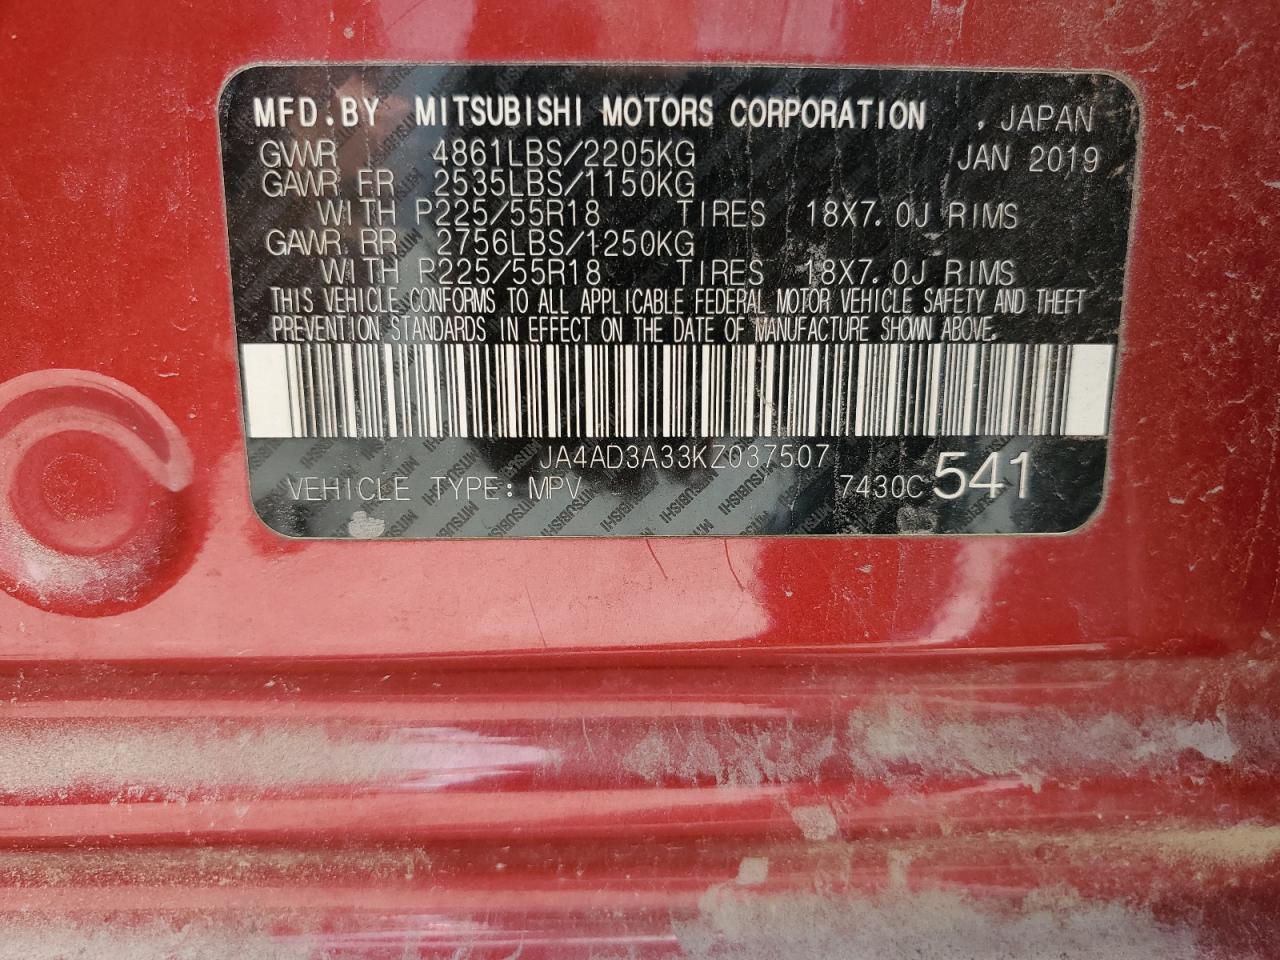 MFD.BY MITSUBISHI MOTORS CORPORATION , JAPAN
GVWR 4861LBS/2205KG JAN 2019
GAWR FR 2535LBS/1150KG
WITH P225/55R18 TIRES 18X7.0J RIMS
GAWR RR 2756LBS/1250KG
WITH P225/55R18 TIRES 18X7.0J RIMS
THIS VEHICLE CONFORMS TO ALL APPLICABLE FEDERAL MOTOR VEHICLE SAFETY AND THEFT
PREVENTION STANDARDS IN EFFECT ON THE DATE OF MANUFACTURE SHOWN ABOVE.
JA4AD3A33KZ037507
VEHICLE TYPE: MPV 7430C 541